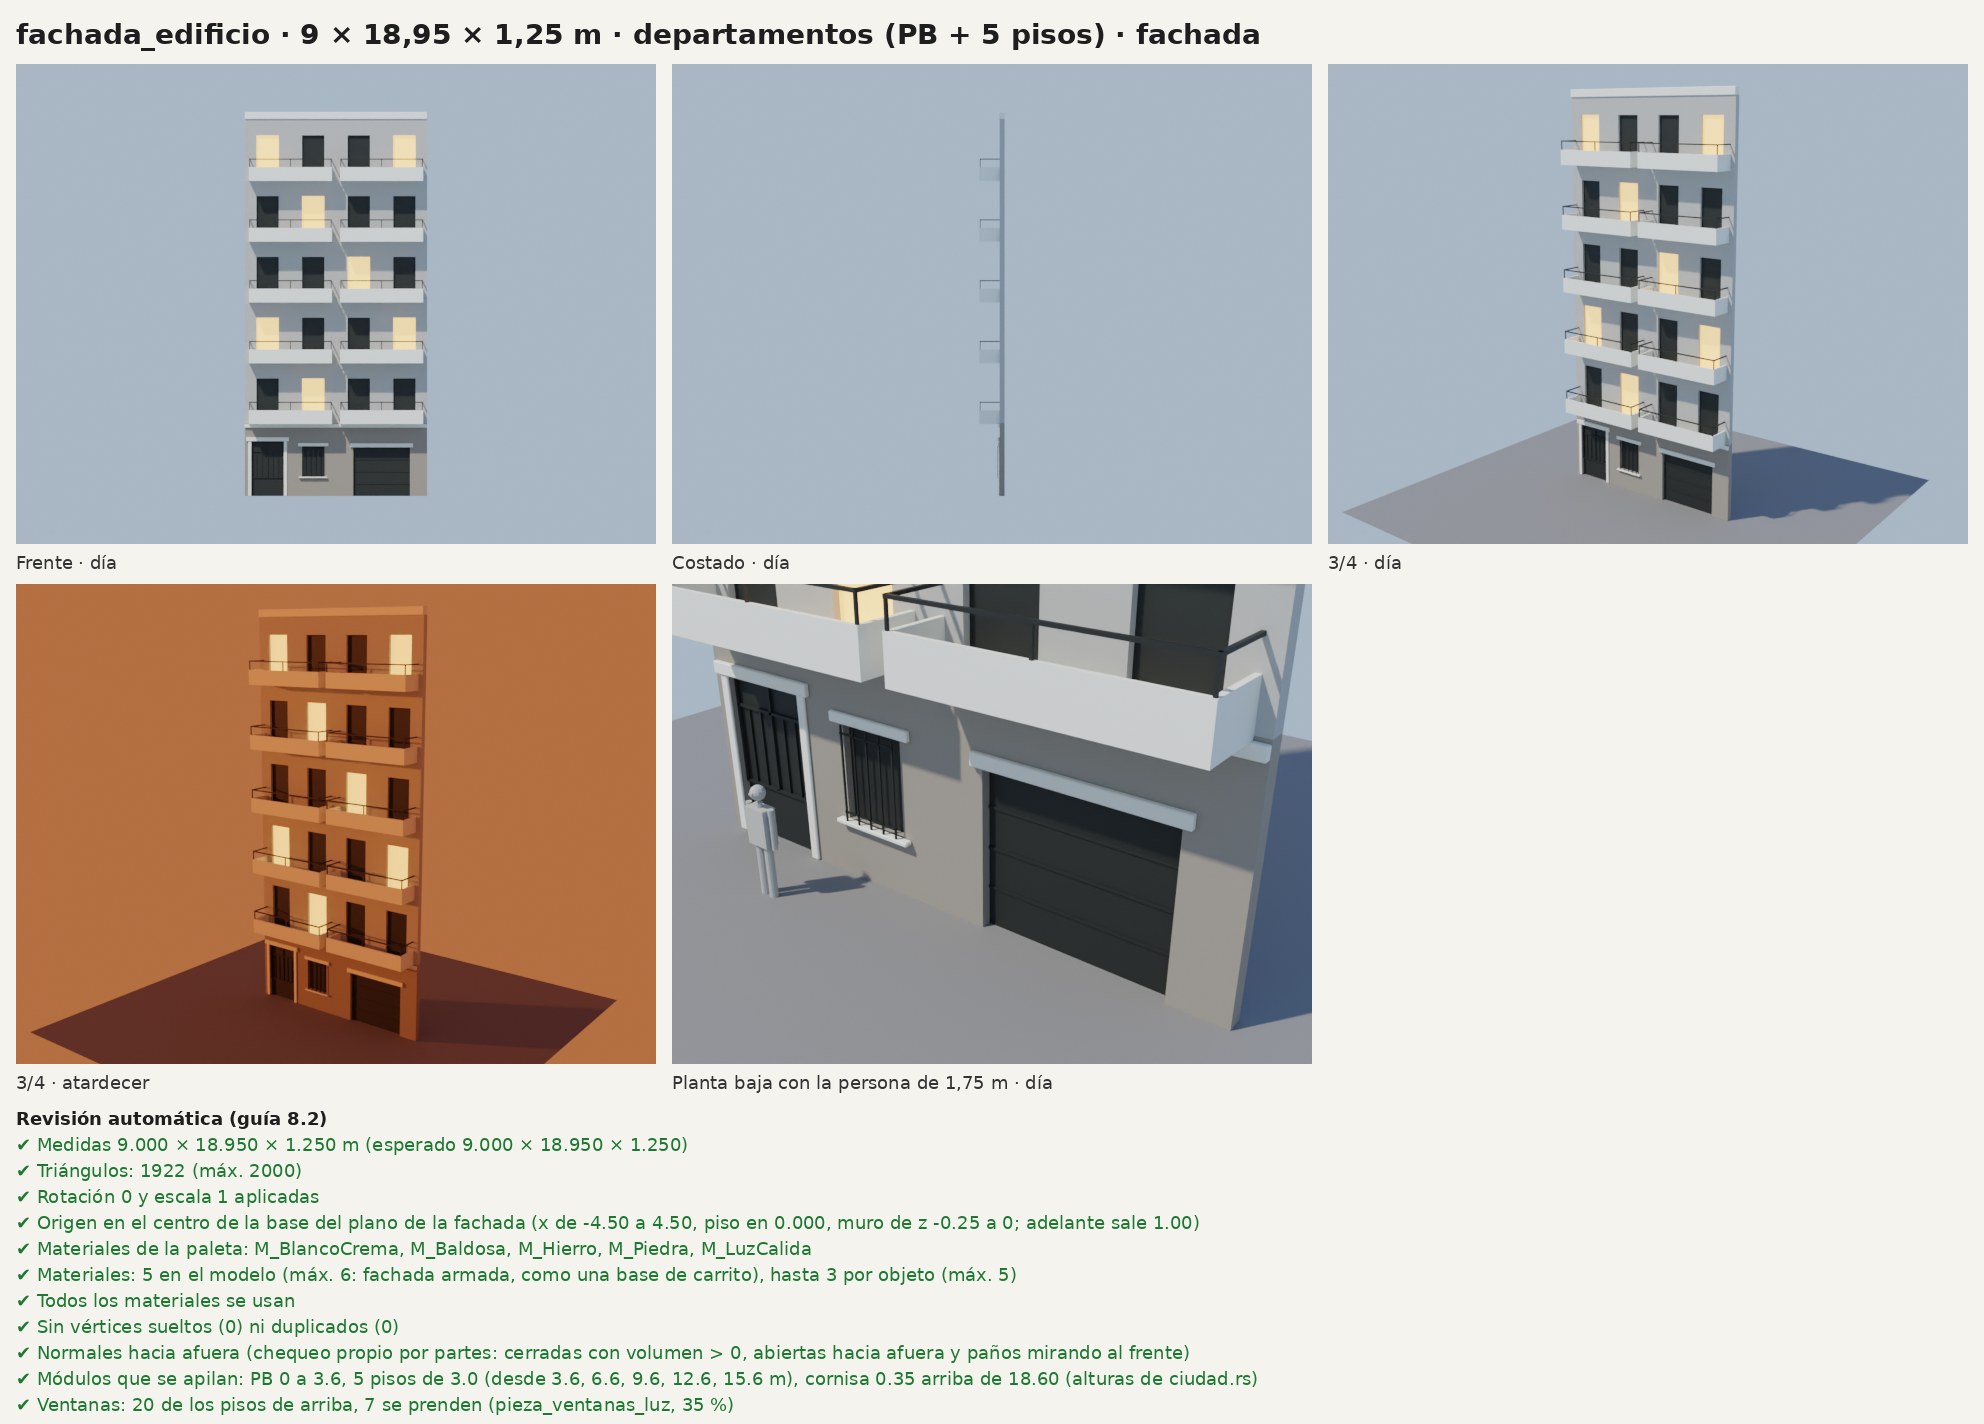 fachada_edificio · 9 × 18,95 × 1,25 m · departamentos (PB + 5 pisos) · fachada
Frente · día
Costado · día
3/4 · día
3/4 · atardecer
Planta baja con la persona de 1,75 m · día
Revisión automática (guía 8.2)
✔ Medidas 9.000 × 18.950 × 1.250 m (esperado 9.000 × 18.950 × 1.250)
✔ Triángulos: 1922 (máx. 2000)
✔ Rotación 0 y escala 1 aplicadas
✔ Origen en el centro de la base del plano de la fachada (x de -4.50 a 4.50, piso en 0.000, muro de z -0.25 a 0; adelante sale 1.00)
✔ Materiales de la paleta: M_BlancoCrema, M_Baldosa, M_Hierro, M_Piedra, M_LuzCalida
✔ Materiales: 5 en el modelo (máx. 6: fachada armada, como una base de carrito), hasta 3 por objeto (máx. 5)
✔ Todos los materiales se usan
✔ Sin vértices sueltos (0) ni duplicados (0)
✔ Normales hacia afuera (chequeo propio por partes: cerradas con volumen > 0, abiertas hacia afuera y paños mirando al frente)
✔ Módulos que se apilan: PB 0 a 3.6, 5 pisos de 3.0 (desde 3.6, 6.6, 9.6, 12.6, 15.6 m), cornisa 0.35 arriba de 18.60 (alturas de ciudad.rs)
✔ Ventanas: 20 de los pisos de arriba, 7 se prenden (pieza_ventanas_luz, 35 %)